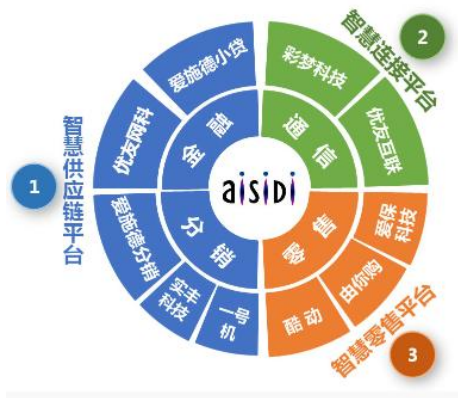 智慧供应链平台
1
智慧连接平台
2
智慧零售平台
3
aisidi
金融
通信
分销
零售
爱施德小贷
优友网科
爱施德分销
实丰
科技
一号
机
彩梦科技
优友互联
爱保
科技
由你购
酷动